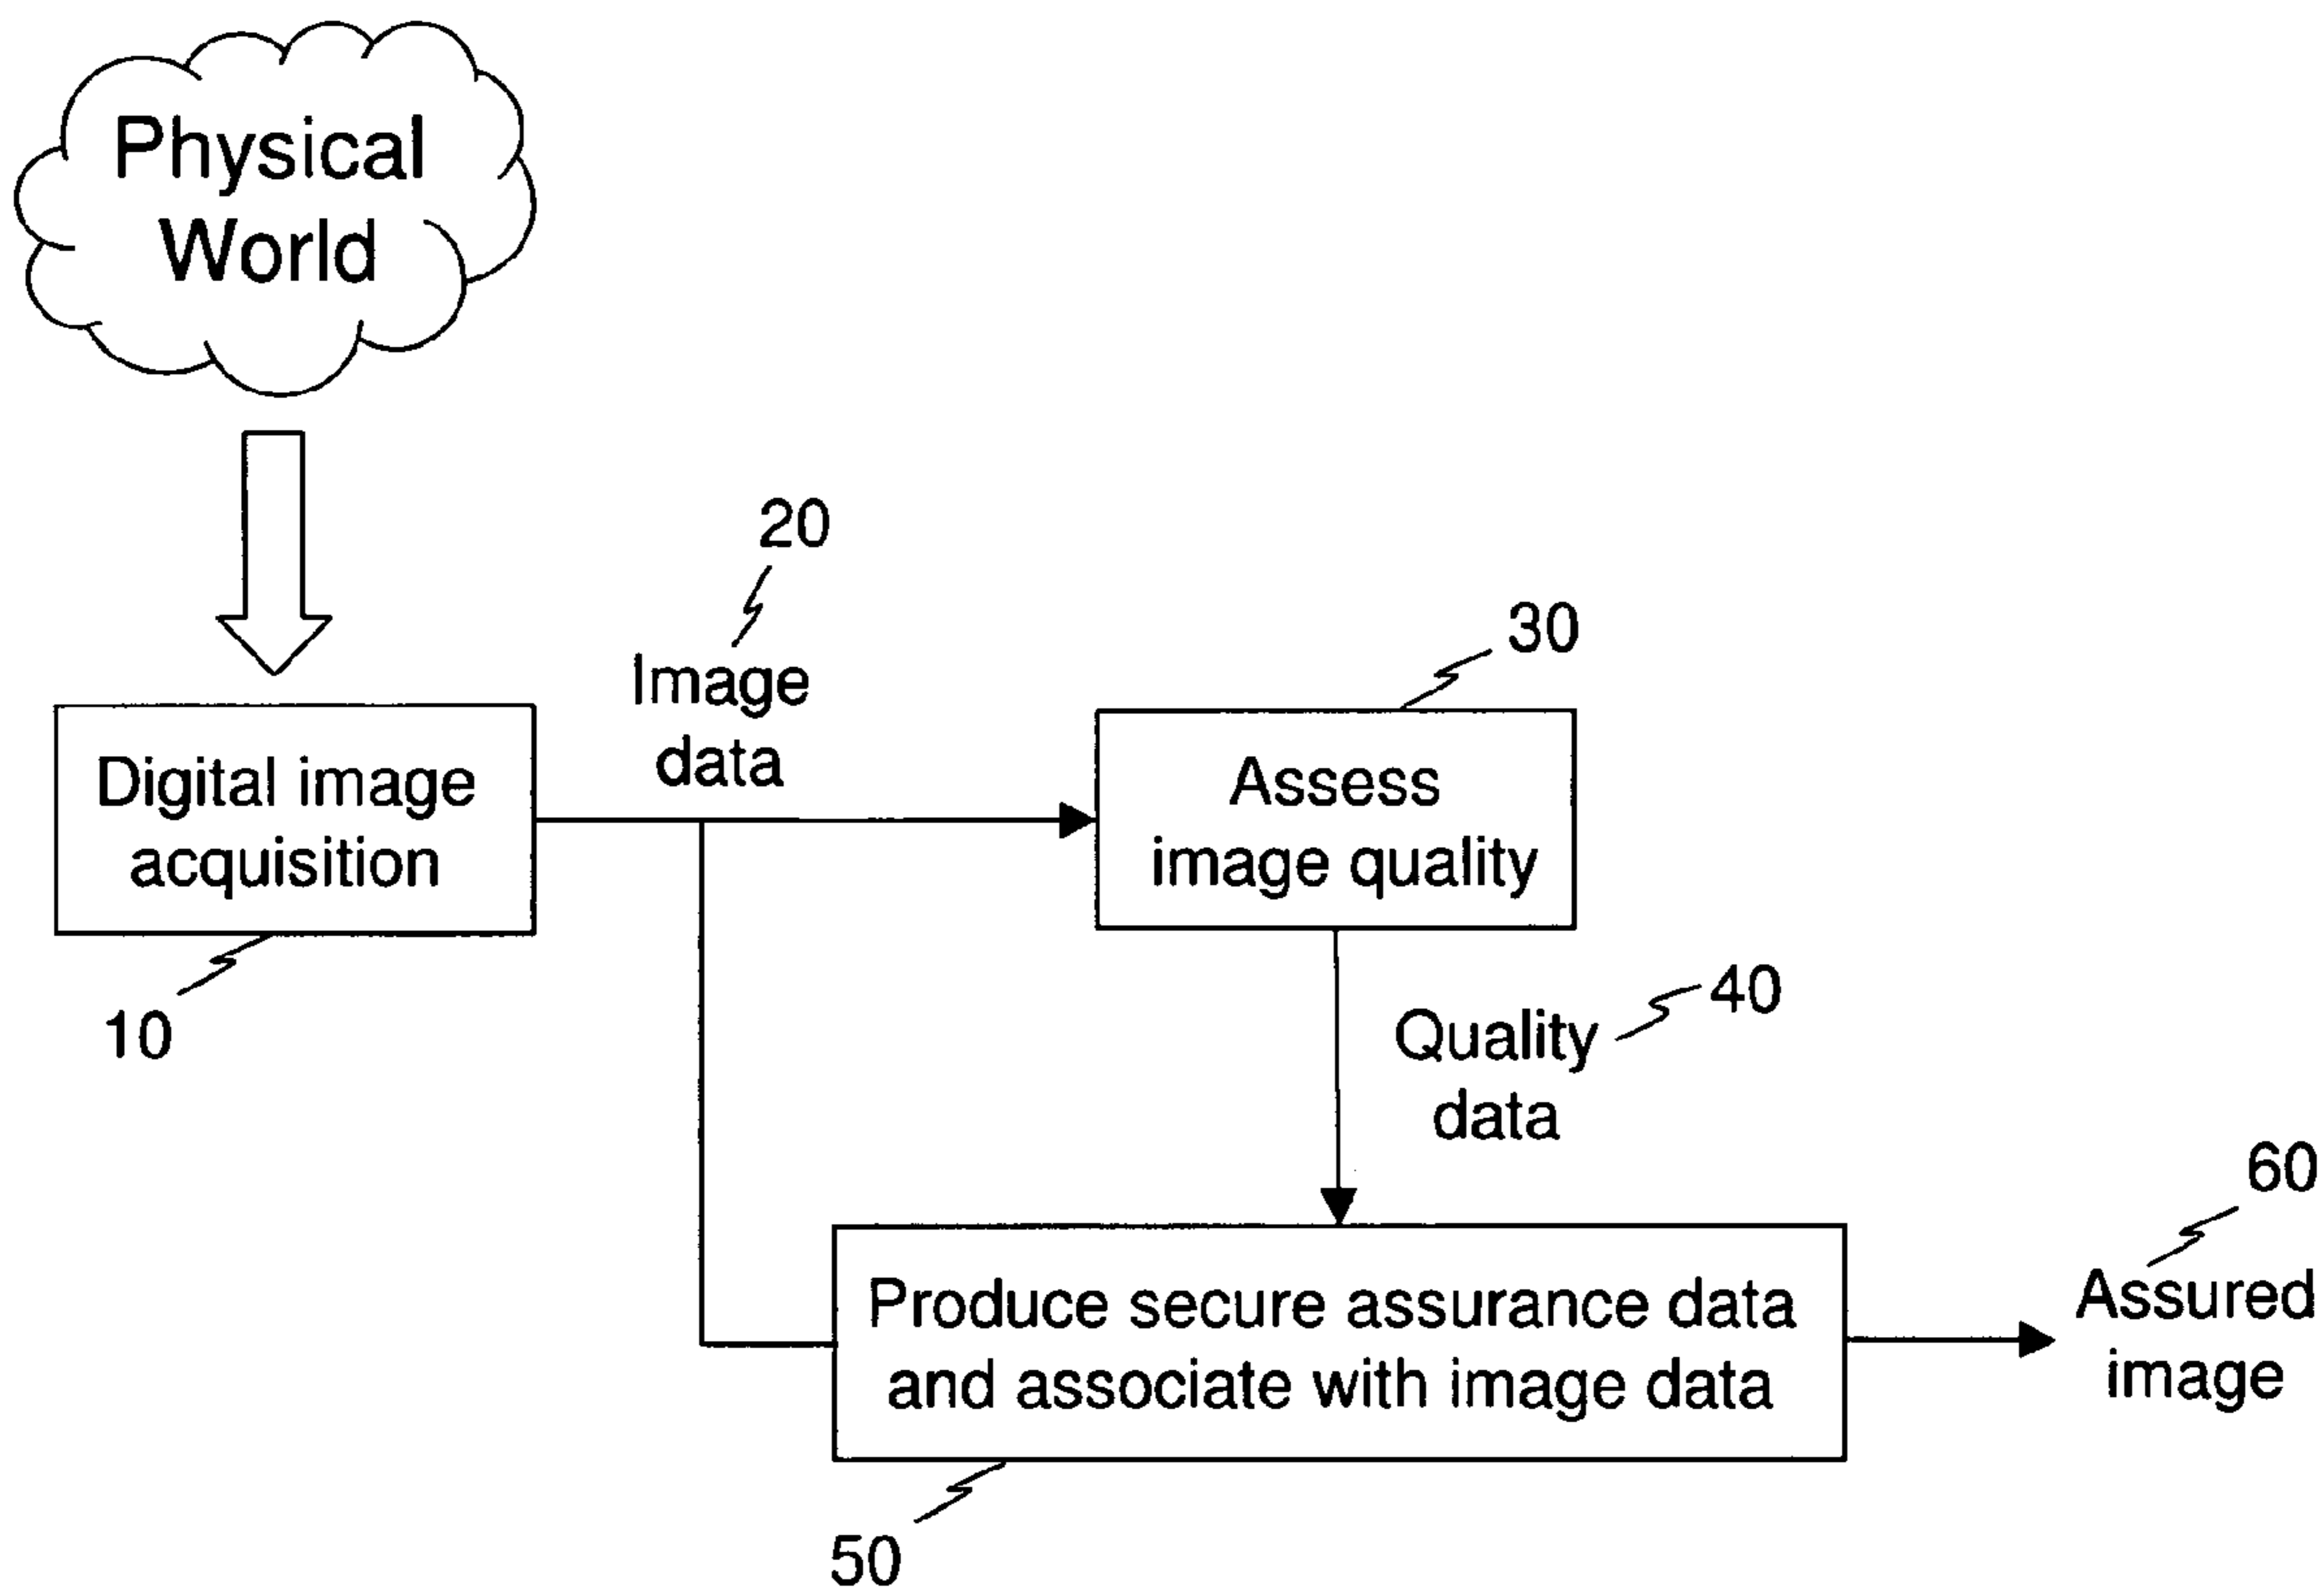 Physical
World
20
Image
data
30
Digital image
acquisition
Assess
image quality
10
Quality
data
40
60
Produce secure assurance data
and associate with image data
Assured
image
50